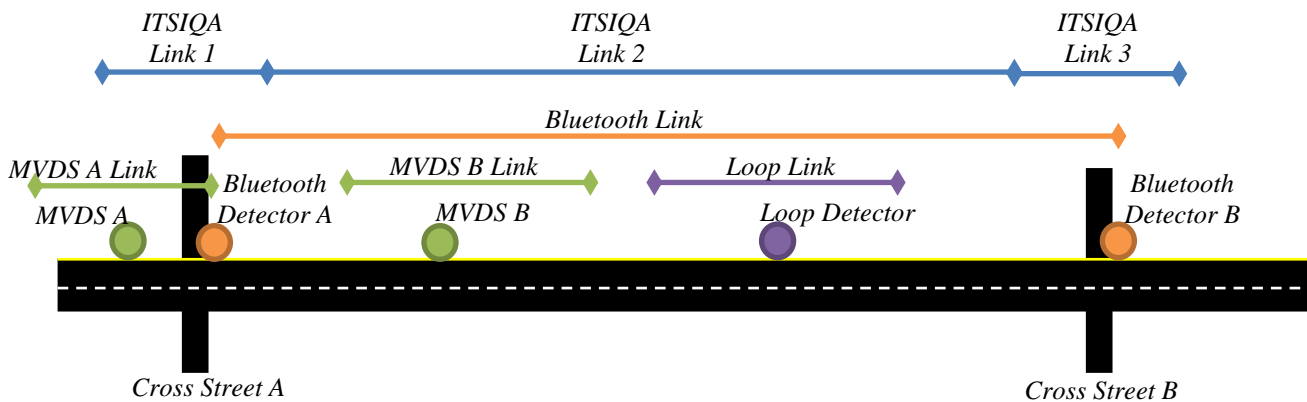 ITSIQA
Link 1
ITSIQA
Link 2
ITSIQA
Link 3
Bluetooth Link
MVDS A Link
MVDS B Link
Loop Link
Bluetooth
Detector A
Bluetooth
Detector B
MVDS A
MVDS B
Loop Detector
Cross Street A
Cross Street B